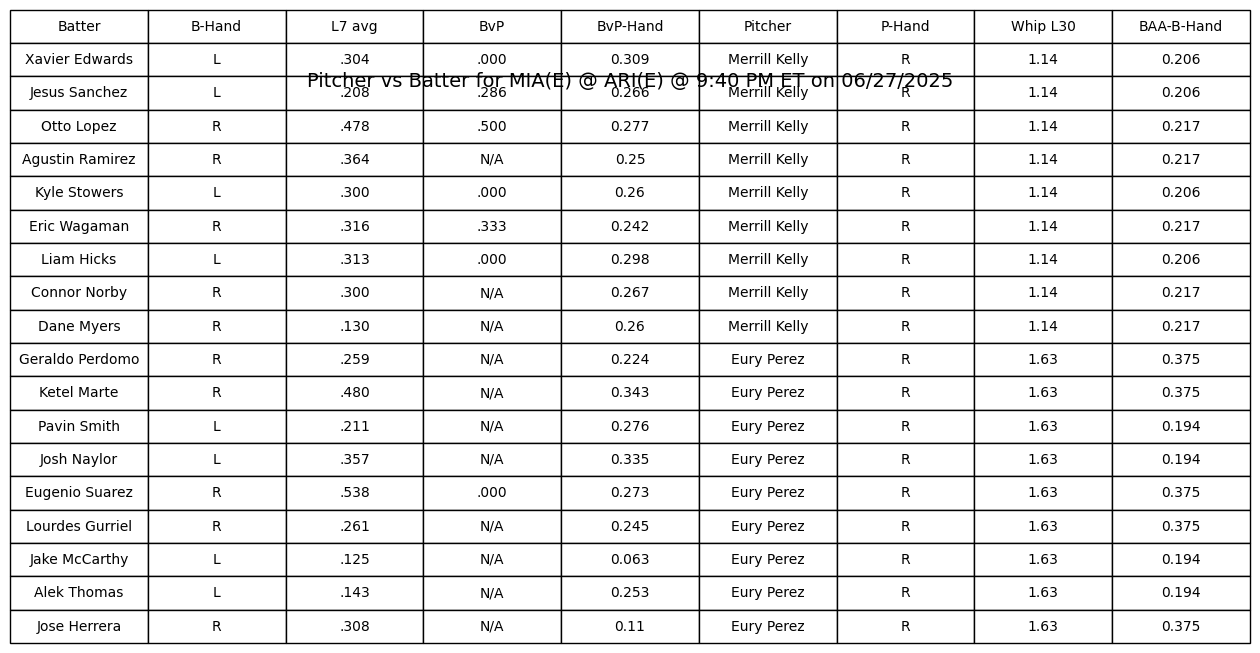 Batter B-Hand L7 avg BvP BvP-Hand Pitcher P-Hand Whip L30 BAA-B-Hand
Xavier Edwards L .304 .000 0.309 Merrill Kelly R 1.14 0.206
Pitcher vs Batter for MIA(E) @ ARI(E) @ 9:40 PM ET on 06/27/2025
Jesus Sanchez L .208 .286 0.266 Merrill Kelly R 1.14 0.206
Otto Lopez R .478 .500 0.277 Merrill Kelly R 1.14 0.217
Agustin Ramirez R .364 N/A 0.25 Merrill Kelly R 1.14 0.217
Kyle Stowers L .300 .000 0.26 Merrill Kelly R 1.14 0.206
Eric Wagaman R .316 .333 0.242 Merrill Kelly R 1.14 0.217
Liam Hicks L .313 .000 0.298 Merrill Kelly R 1.14 0.206
Connor Norby R .300 N/A 0.267 Merrill Kelly R 1.14 0.217
Dane Myers R .130 N/A 0.26 Merrill Kelly R 1.14 0.217
Geraldo Perdomo R .259 N/A 0.224 Eury Perez R 1.63 0.375
Ketel Marte R .480 N/A 0.343 Eury Perez R 1.63 0.375
Pavin Smith L .211 N/A 0.276 Eury Perez R 1.63 0.194
Josh Naylor L .357 N/A 0.335 Eury Perez R 1.63 0.194
Eugenio Suarez R .538 .000 0.273 Eury Perez R 1.63 0.375
Lourdes Gurriel R .261 N/A 0.245 Eury Perez R 1.63 0.375
Jake McCarthy L .125 N/A 0.063 Eury Perez R 1.63 0.194
Alek Thomas L .143 N/A 0.253 Eury Perez R 1.63 0.194
Jose Herrera R .308 N/A 0.11 Eury Perez R 1.63 0.375